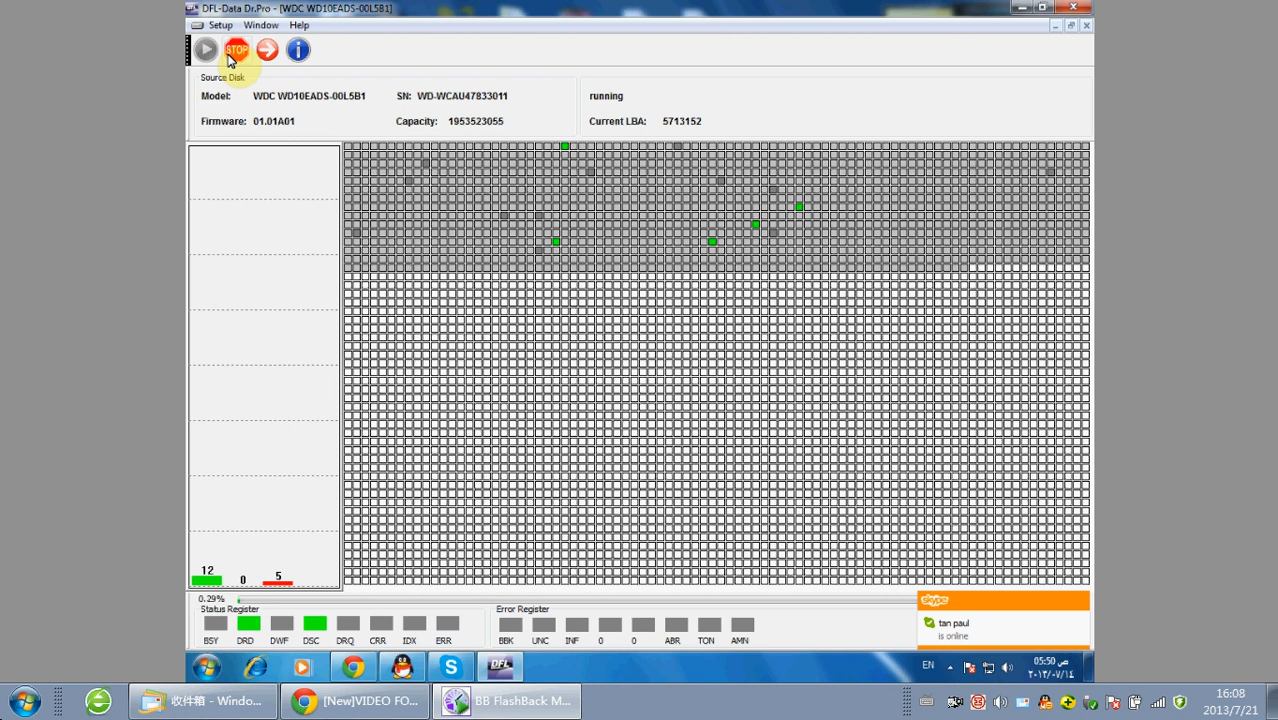 DFL-Data Dr.Pro - [WDC WD10EADS-00L5B1]
Setup Window Help
STOP
Source Disk
Model: WDC WD10EADS-00L5B1 SN: WD-WCAU47833011 running
Firmware: 01.01A01 Capacity: 1953523055 Current LBA: 5713152
12 0 5
0.29%
Status Register Error Register
BSY DRD DWF DSC DRQ CRR IDX ERR BBK UNC INF 0 0 ABR TON AMN
skype
tan paul
is online
DFL
EN 05:50 ص
٢٠١٣/٠٧/١٤
收件箱 - Windo... [New]VIDEO FO... BB FlashBack M...
16:08
2013/7/21